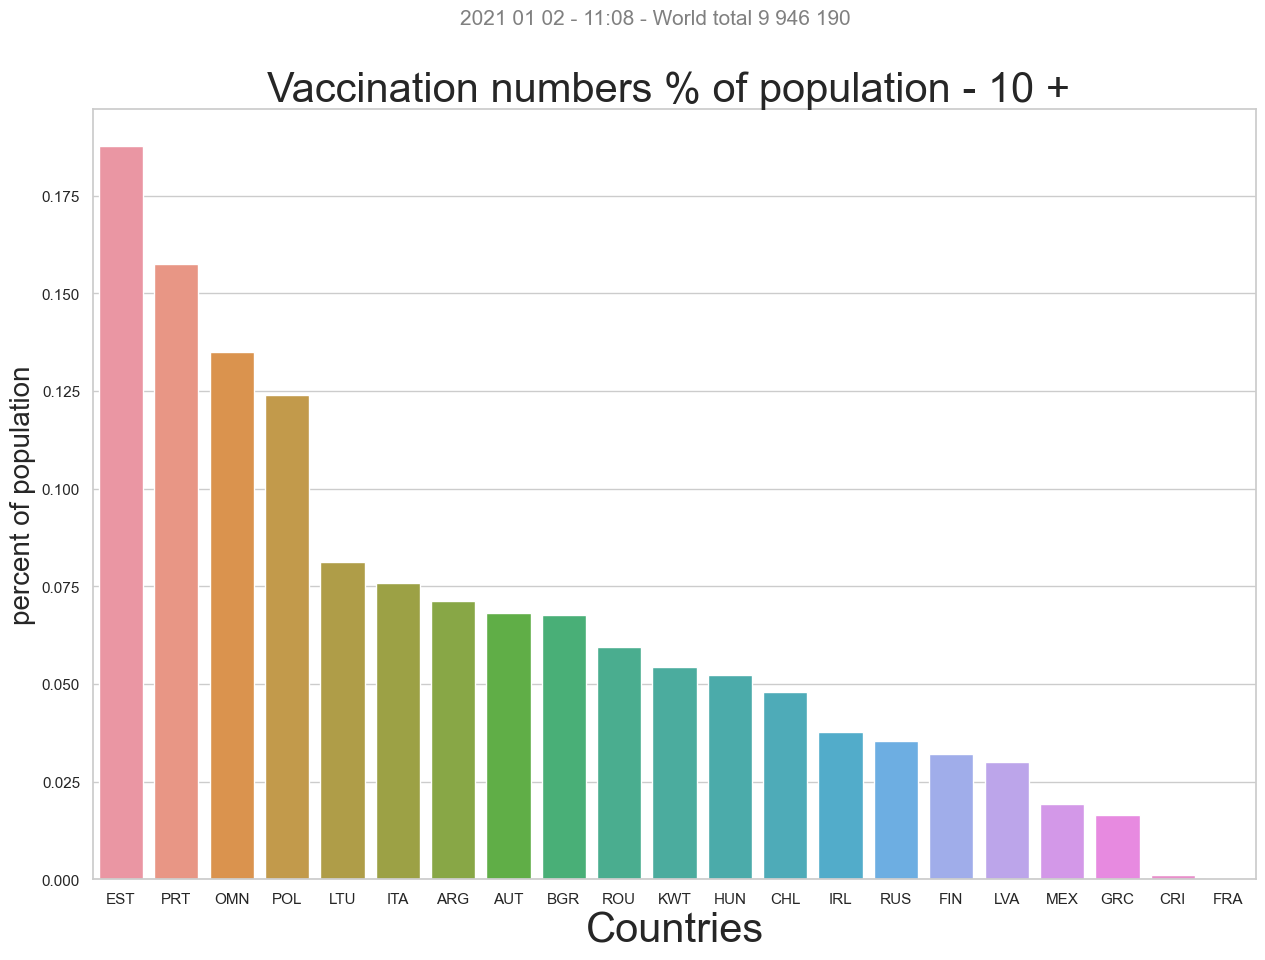 2021 01 02 - 11:08 - World total 9 946 190
Vaccination numbers % of population - 10 +
percent of population
0.175
0.150
0.125
0.100
0.075
0.050
0.025
0.000
EST PRT OMN POL LTU ITA ARG AUT BGR ROU KWT HUN CHL IRL RUS FIN LVA MEX GRC CRI FRA
Countries